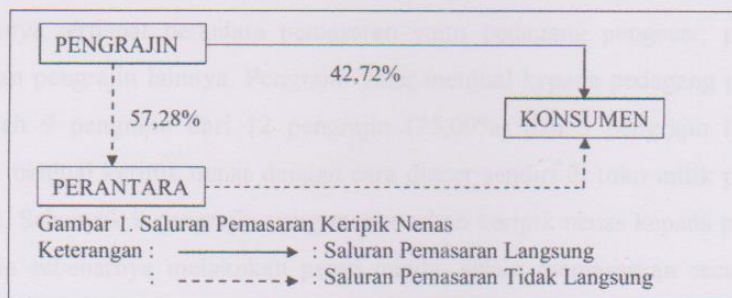 PENGRAJIN
42,72%
57,28%
KONSUMEN
PERANTARA
Gambar 1. Saluran Pemasaran Keripik Nenas
Keterangan : : Saluran Pemasaran Langsung
: : Saluran Pemasaran Tidak Langsung